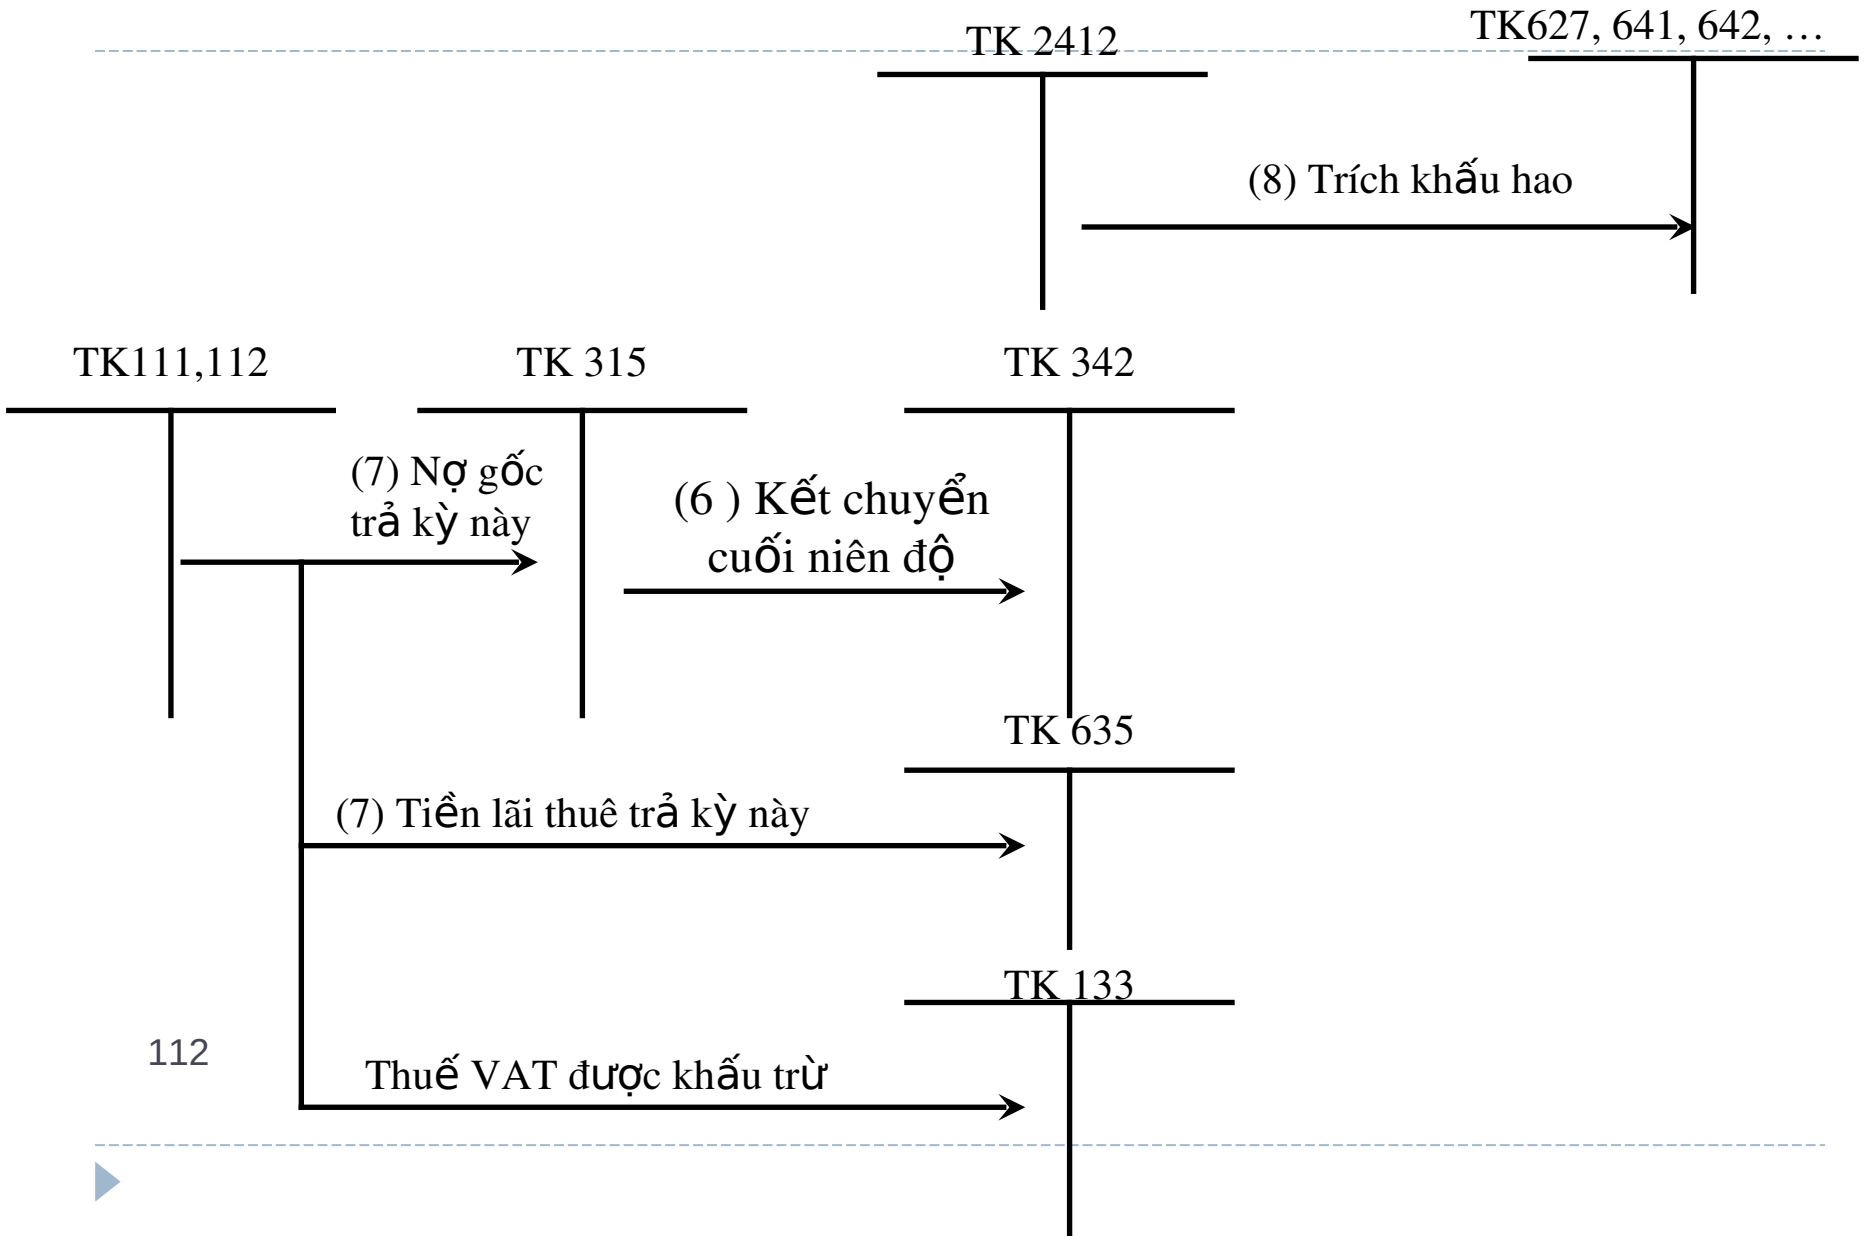 TK 2412
TK627, 641, 642, …
(8) Trích khấu hao
TK111,112
TK 315
TK 342
(7) Nợ gốc
trả kỳ này
(6 ) Kết chuyển
cuối niên độ
TK 635
(7) Tiền lãi thuê trả kỳ này
TK 133
112
Thuế VAT được khấu trừ